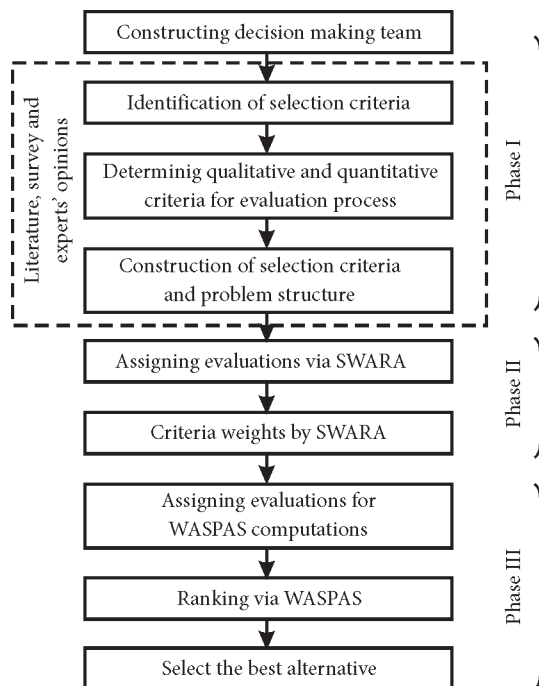 Constructing decision making team
Identification of selection criteria
Determinig qualitative and quantitative
criteria for evaluation process
Construction of selection criteria
and problem structure
Literature, survey and
experts' opinions
Phase I
Assigning evaluations via SWARA
Criteria weights by SWARA
Phase II
Assigning evaluations for
WASPAS computations
Ranking via WASPAS
Select the best alternative
Phase III